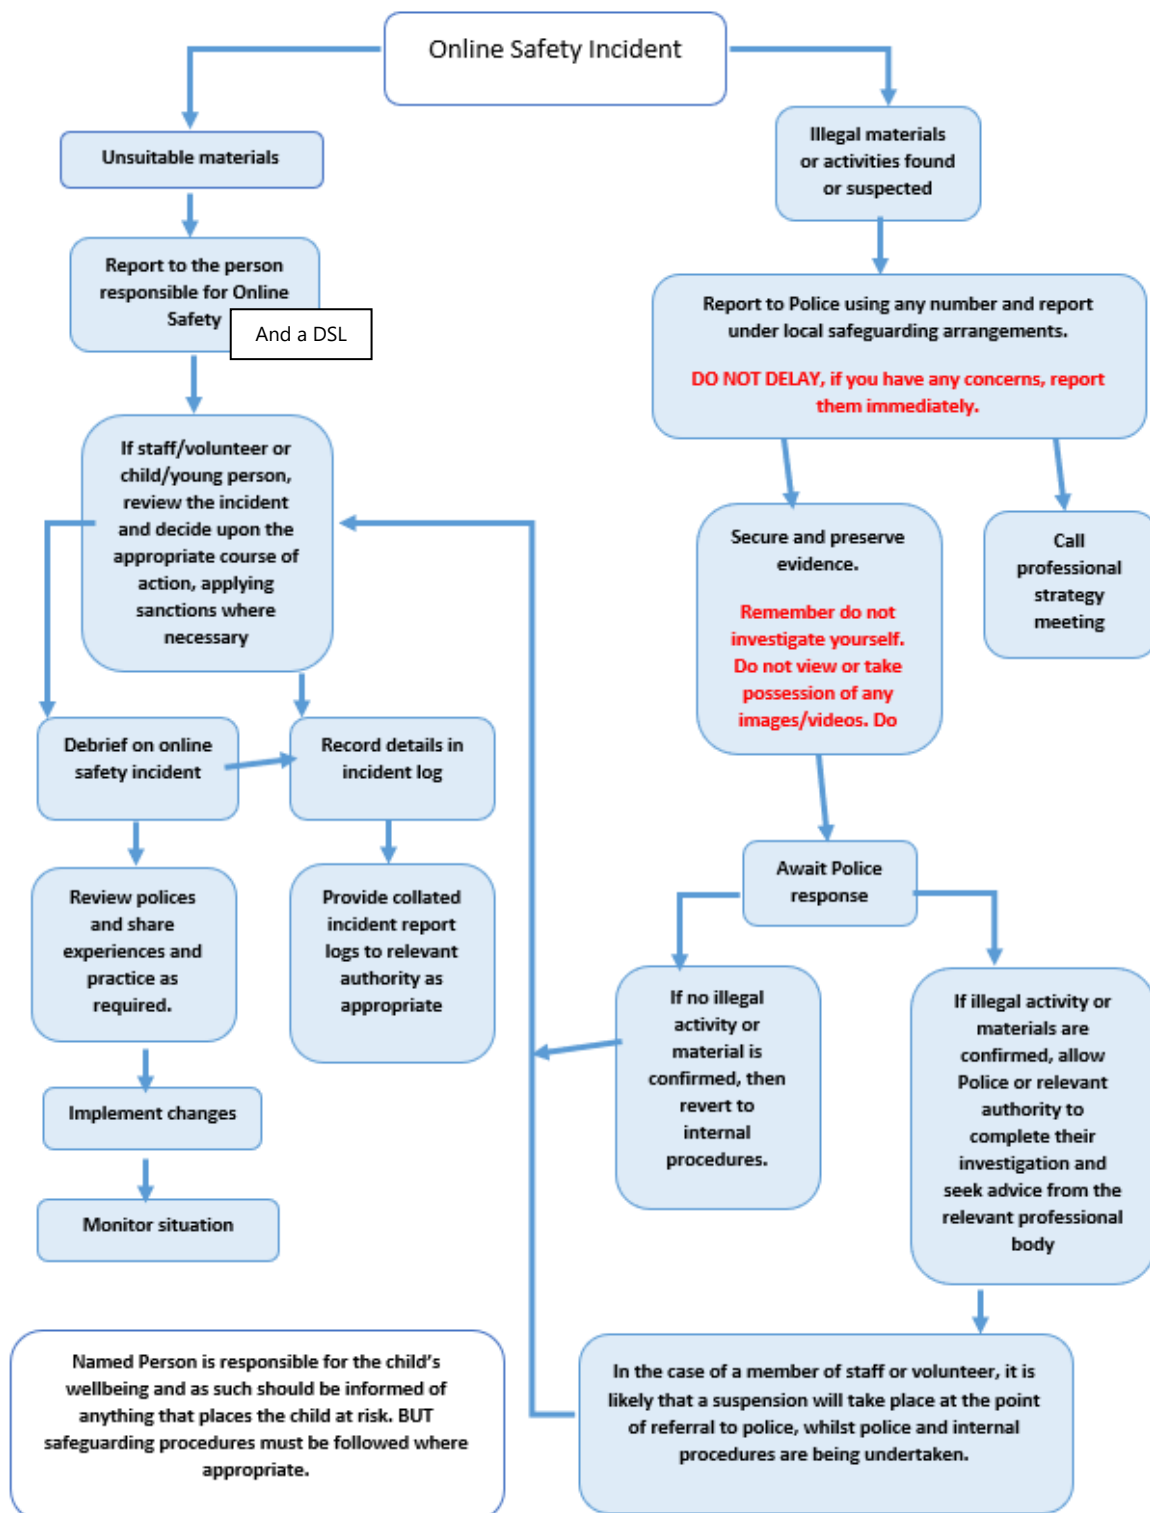 Online Safety Incident
Unsuitable materials
Illegal materials
or activities found
or suspected
Report to the person
responsible for Online
Safety
And a DSL
Report to Police using any number and report
under local safeguarding arrangements.
DO NOT DELAY, if you have any concerns, report
them immediately.
If staff/volunteer or
child/young person,
review the incident
and decide upon the
appropriate course of
action, applying
sanctions where
necessary
Secure and preserve
evidence.
Remember do not
investigate yourself.
Do not view or take
possession of any
images/videos. Do
Call
professional
strategy
meeting
Debrief on online
safety incident
Record details in
incident log
Review polices
and share
experiences and
practice as
required.
Provide collated
incident report
logs to relevant
authority as
appropriate
Await Police
response
If no illegal
activity or
material is
confirmed, then
revert to
internal
procedures.
If illegal activity or
materials are
confirmed, allow
Police or relevant
authority to
complete their
investigation and
seek advice from the
relevant professional
body
Implement changes
Monitor situation
Named Person is responsible for the child's
wellbeing and as such should be informed of
anything that places the child at risk. BUT
safeguarding procedures must be followed where
appropriate.
In the case of a member of staff or volunteer, it is
likely that a suspension will take place at the point
of referral to police, whilst police and internal
procedures are being undertaken.